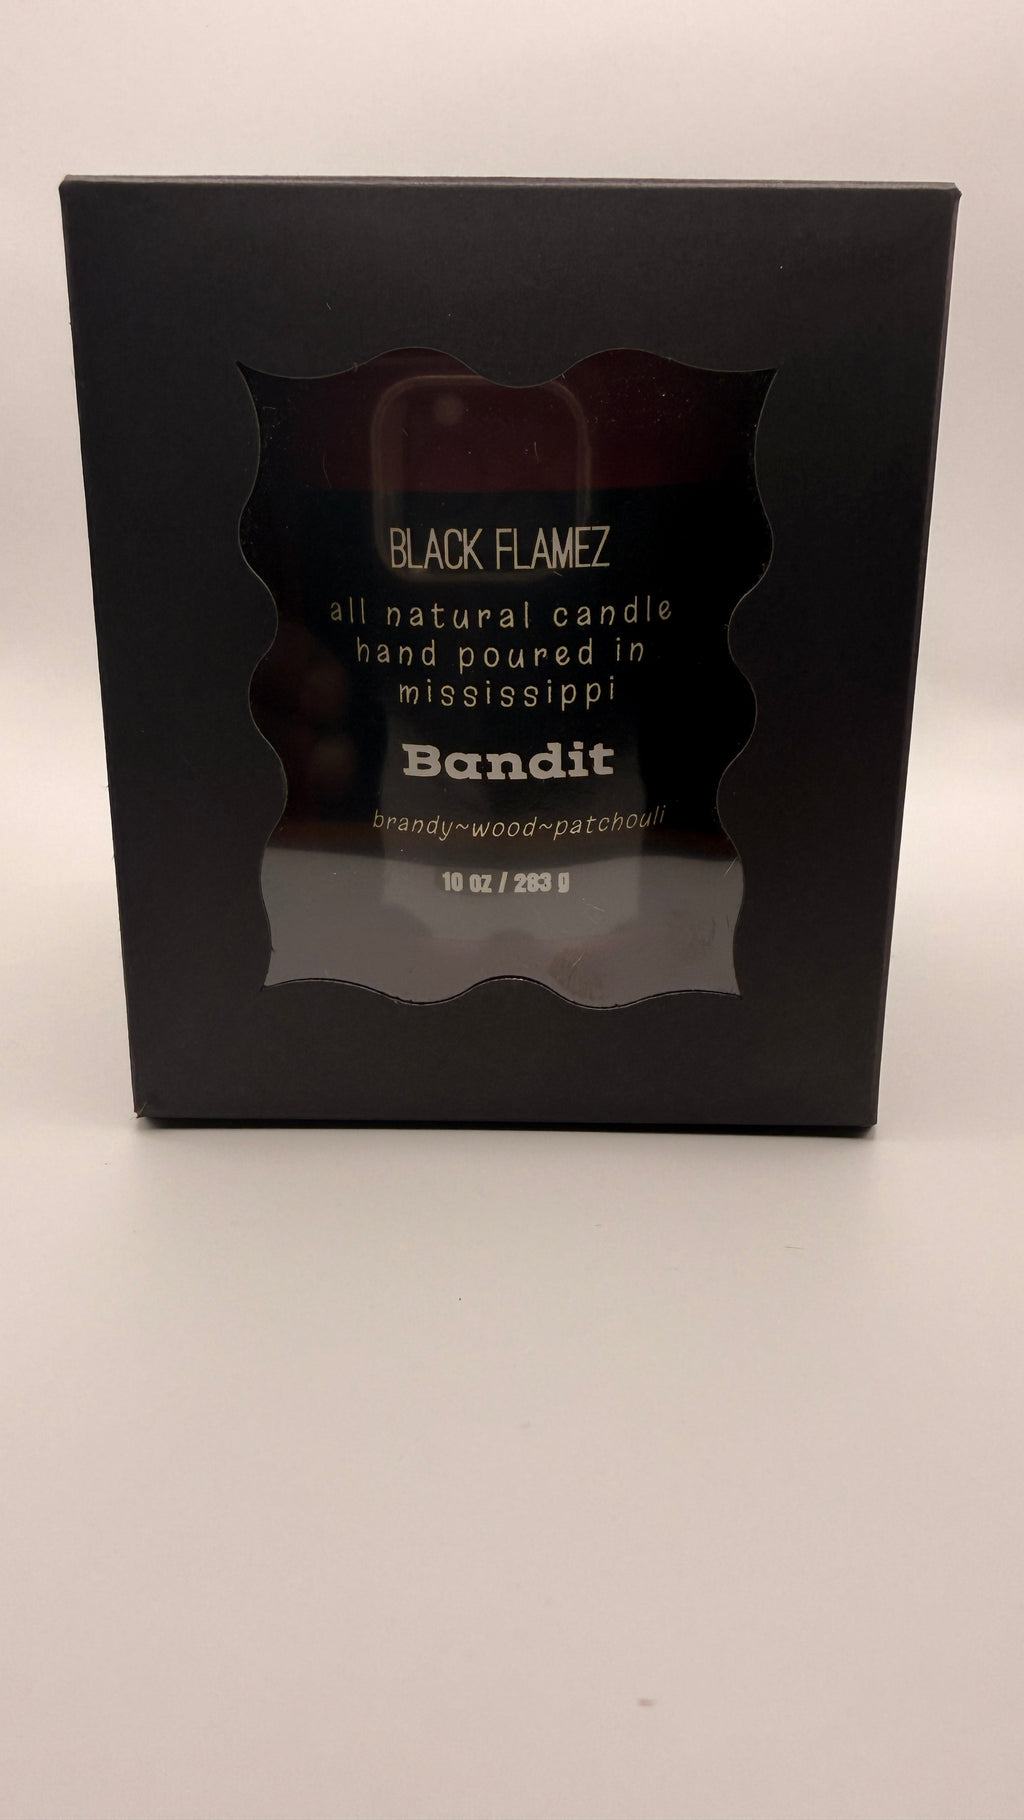 BLACK FLAMEZ
all natural candle
hand poured in
mississippi
Bandit
brandy~wood~patchouli
10 oz / 283 g